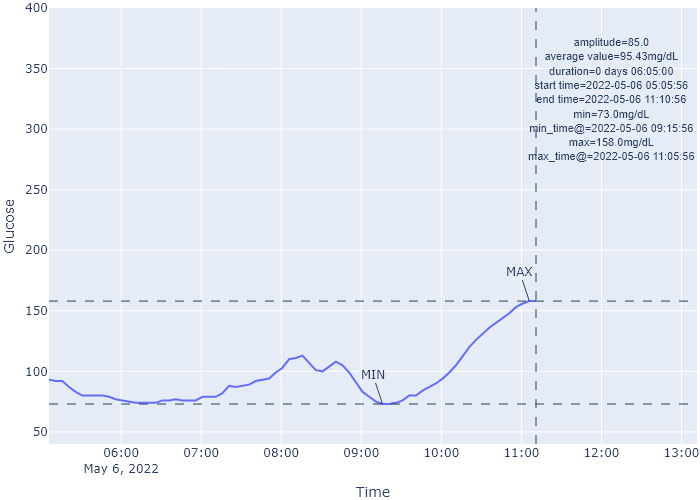 400
350
300
250
200
150
100
50
Glucose
amplitude=85.0
average value=95.43mg/dL
duration=0 days 06:05:00
start time=2022-05-06 05:05:56
end time=2022-05-06 11:10:56
min=73.0mg/dL
min_time@=2022-05-06 09:15:56
max=158.0mg/dL
max_time@=2022-05-06 11:05:56
MAX
MIN
06:00 07:00 08:00 09:00 10:00 11:00 12:00 13:00
May 6, 2022
Time